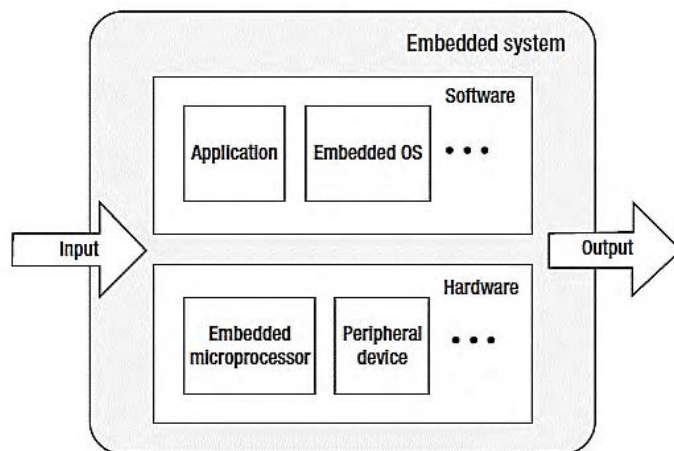 Embedded system
Software
Application
Embedded OS
• • •
Input
Output
Hardware
Embedded
microprocessor
Peripheral
device
• • •